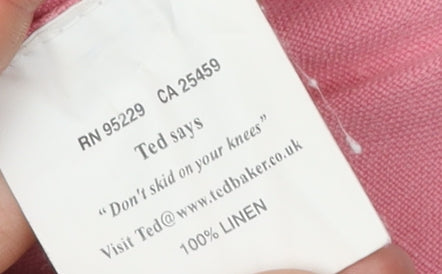 RN 95229 CA 25459
Ted says
“Don't skid on your knees”
Visit Ted@www.tedbaker.co.uk
100% LINEN